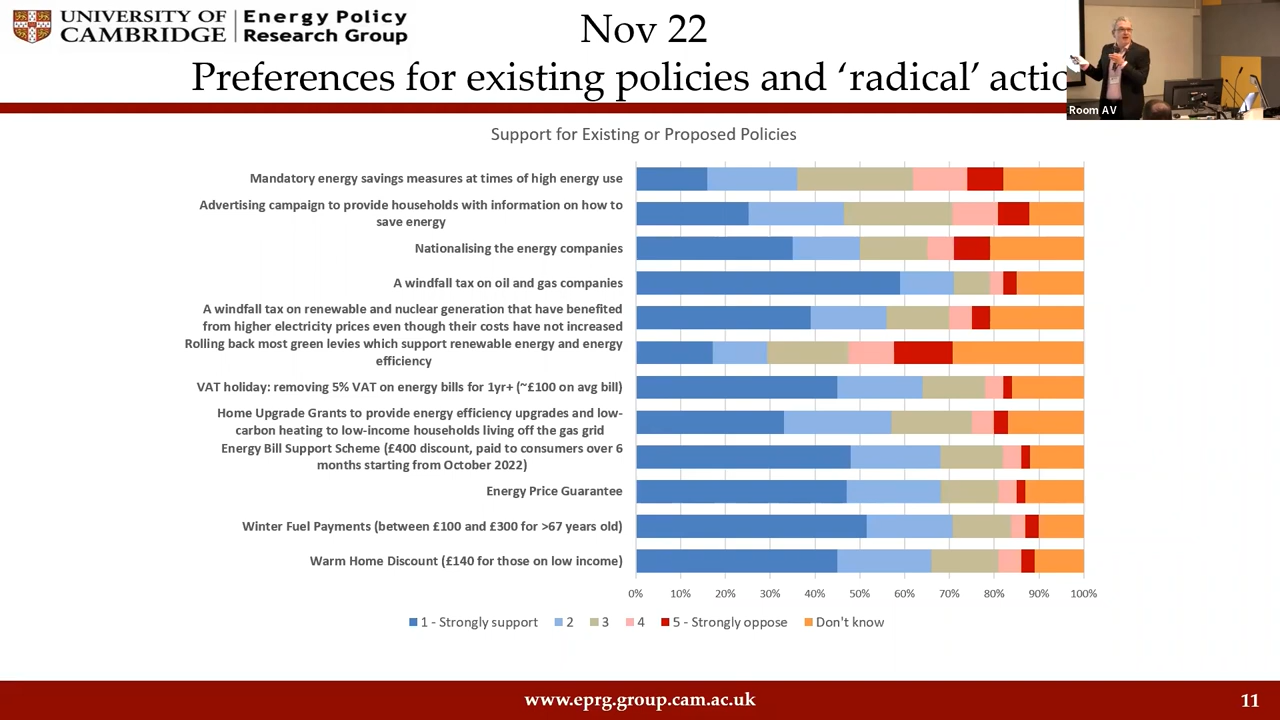 UNIVERSITY OF
CAMBRIDGE
Energy Policy
Research Group
Nov 22
Preferences for existing policies and ‘radical’ actio
Room AV
Support for Existing or Proposed Policies
Mandatory energy savings measures at times of high energy use
Advertising campaign to provide households with information on how to
save energy
Nationalising the energy companies
A windfall tax on oil and gas companies
A windfall tax on renewable and nuclear generation that have benefited
from higher electricity prices even though their costs have not increased
Rolling back most green levies which support renewable energy and energy
efficiency
VAT holiday: removing 5% VAT on energy bills for 1yr+ (~£100 on avg bill)
Home Upgrade Grants to provide energy efficiency upgrades and low-
carbon heating to low-income households living off the gas grid
Energy Bill Support Scheme (£400 discount, paid to consumers over 6
months starting from October 2022)
Energy Price Guarantee
Winter Fuel Payments (between £100 and £300 for >67 years old)
Warm Home Discount (£140 for those on low income)
0% 10% 20% 30% 40% 50% 60% 70% 80% 90% 100%
1 - Strongly support 2 3 4 5 - Strongly oppose Don't know
www.eprg.group.cam.ac.uk
11